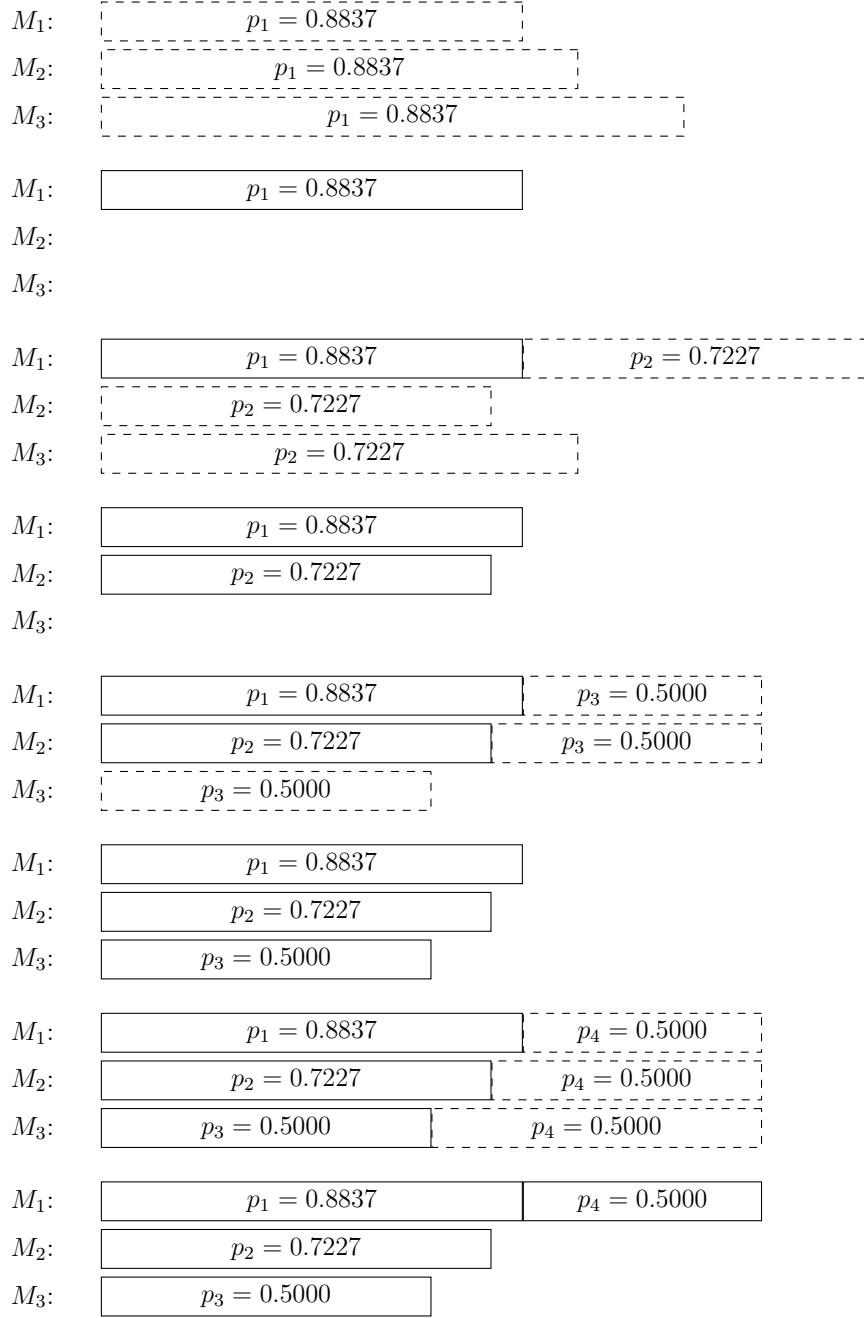 M₁: p₁ = 0.8837
M₂: p₁ = 0.8837
M₃: p₁ = 0.8837
M₁: p₁ = 0.8837
M₂:
M₃:
M₁: p₁ = 0.8837 p₂ = 0.7227
M₂: p₂ = 0.7227
M₃: p₂ = 0.7227
M₁: p₁ = 0.8837
M₂: p₂ = 0.7227
M₃:
M₁: p₁ = 0.8837 p₃ = 0.5000
M₂: p₂ = 0.7227 p₃ = 0.5000
M₃: p₃ = 0.5000
M₁: p₁ = 0.8837
M₂: p₂ = 0.7227
M₃: p₃ = 0.5000
M₁: p₁ = 0.8837 p₄ = 0.5000
M₂: p₂ = 0.7227 p₄ = 0.5000
M₃: p₃ = 0.5000 p₄ = 0.5000
M₁: p₁ = 0.8837 p₄ = 0.5000
M₂: p₂ = 0.7227
M₃: p₃ = 0.5000